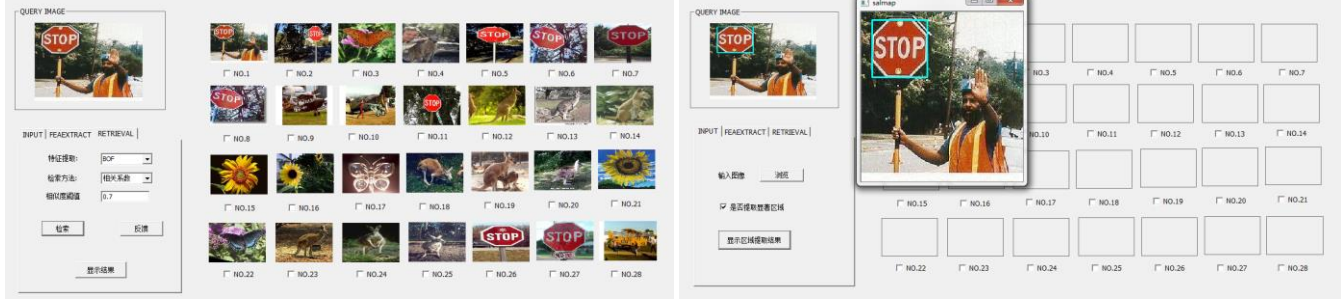 QUERY IMAGE
STOP
STOP
STOP
STOP
STOP
STOP
NO.1 NO.2 NO.3 NO.4 NO.5 NO.6 NO.7
STOP
STOP
NO.8 NO.9 NO.10 NO.11 NO.12 NO.13 NO.14
INPUT FEAEXTRACT RETRIEVAL
特征提取: BOF
检索方法: 相关系数
相似度阈值 0.7
检索 反馈
显示结果
NO.15 NO.16 NO.17 NO.18 NO.19 NO.20 NO.21
STOP
STOP
NO.22 NO.23 NO.24 NO.25 NO.26 NO.27 NO.28
QUERY IMAGE
STOP
salmap
STOP
NO.3 NO.4 NO.5 NO.6 NO.7
NO.10 NO.11 NO.12 NO.13 NO.14
INPUT FEAEXTRACT RETRIEVAL
输入图像 浏览
是否提取显著区域
显示区域提取结果
NO.15 NO.16 NO.17 NO.18 NO.19 NO.20 NO.21
NO.22 NO.23 NO.24 NO.25 NO.26 NO.27 NO.28